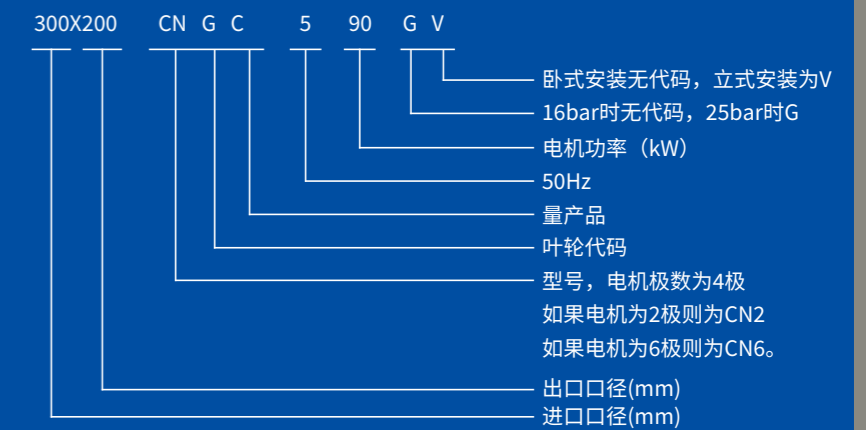 300X200 CN G C 5 90 G V
卧式安装无代码，立式安装为V
16bar时无代码，25bar时G
电机功率（kW）
50Hz
量产品
叶轮代码
型号，电机极数为4极
如果电机为2极则为CN2
如果电机为6极则为CN6。
出口口径(mm)
进口口径(mm)